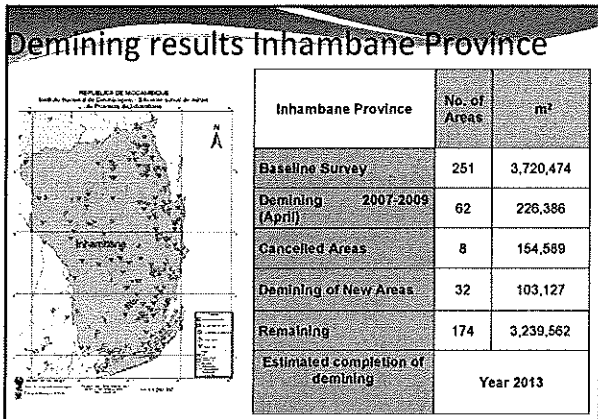 Demining results Inhambane Province
REPUBLICA DE MOCAMBIQUE
Inhambane
N
Inhambane Province No. of Areas m²
Baseline Survey 251 3,720,474
Demining 2007-2009 (April) 62 226,386
Cancelled Areas 8 154,589
Demining of New Areas 32 103,127
Remaining 174 3,239,562
Estimated completion of demining Year 2013